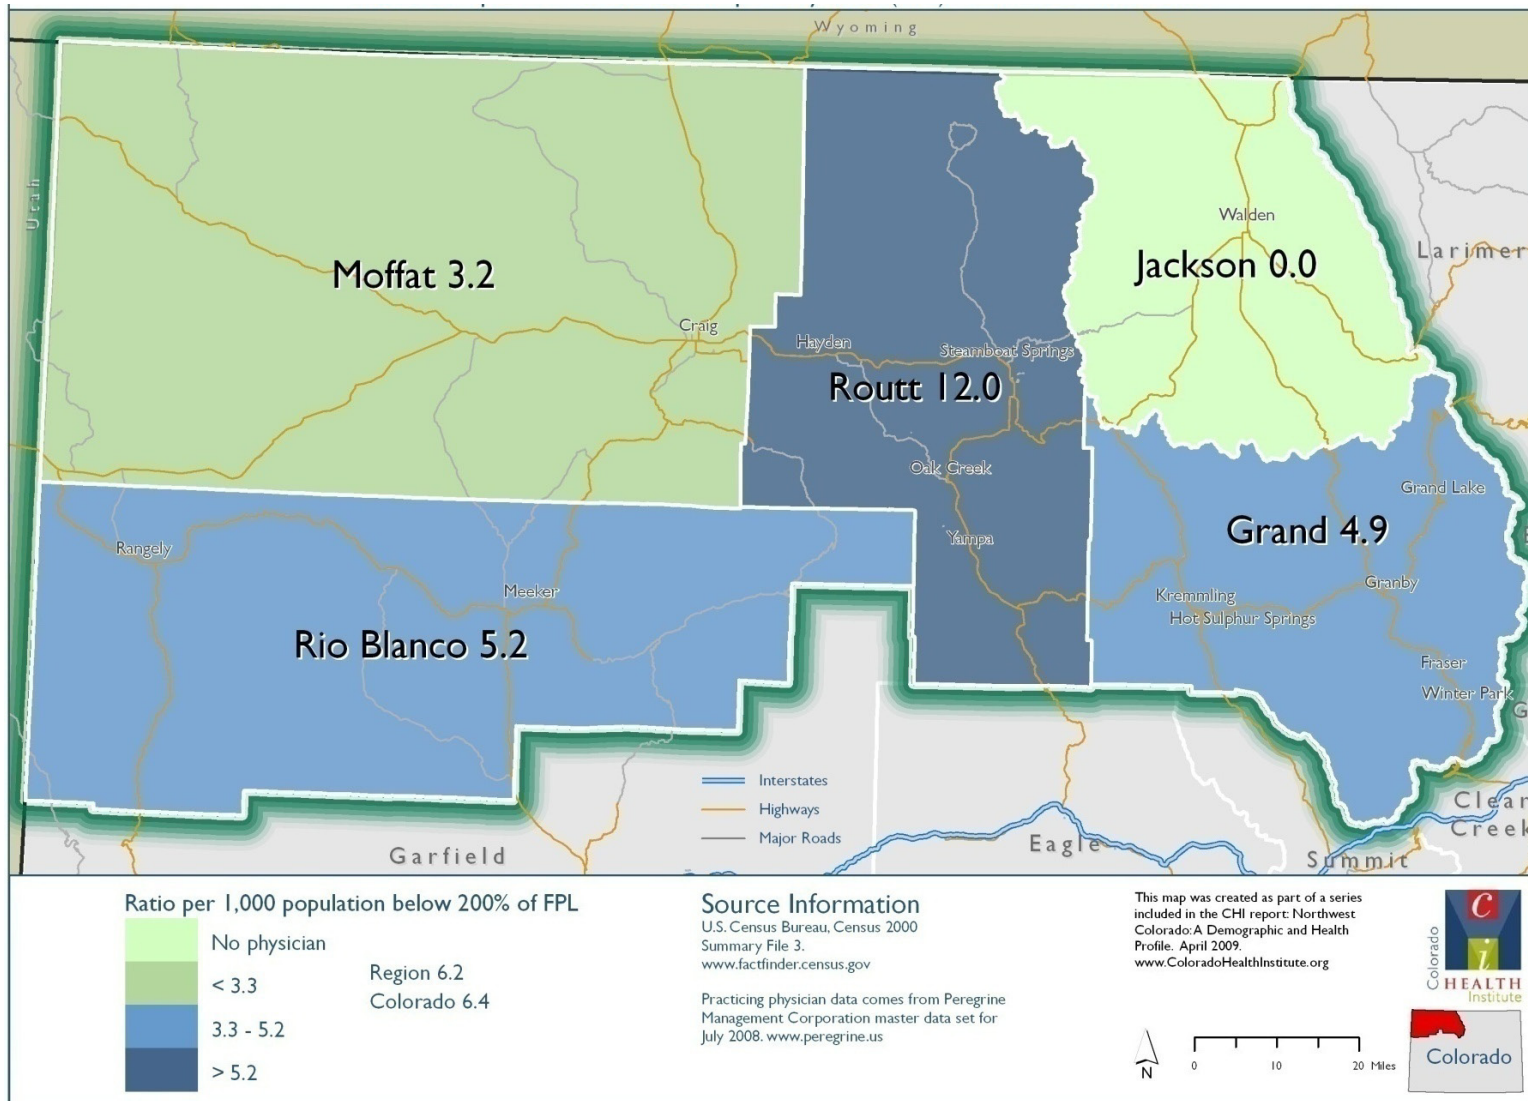 Wyoming
Utah
Walden
Larimer
Moffat 3.2
Jackson 0.0
Craig
Hayden
Steamboat Springs
Routt 12.0
Oak Creek
Grand Lake
Grand 4.9
Yampa
Rangely
Meeker
Granby
Kremmling
Hot Sulphur Springs
Rio Blanco 5.2
Fraser
Winter Park
Interstates
Highways
Major Roads
Clear
Creek
Garfield
Eagle
Summit
Ratio per 1,000 population below 200% of FPL
No physician
< 3.3
3.3 - 5.2
> 5.2
Region 6.2
Colorado 6.4
Source Information
U.S. Census Bureau, Census 2000
Summary File 3.
www.factfinder.census.gov
Practicing physician data comes from Peregrine
Management Corporation master data set for
July 2008. www.peregrine.us
This map was created as part of a series
included in the CHI report: Northwest
Colorado: A Demographic and Health
Profile. April 2009.
www.ColoradoHealthInstitute.org
N
0 10 20 Miles
C
i
Colorado
HEALTH
Institute
Colorado